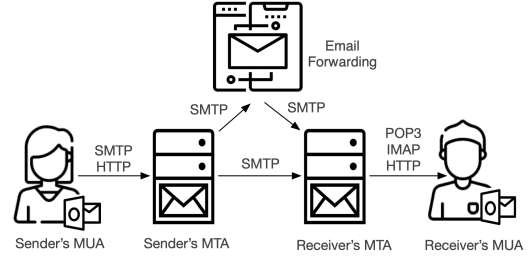 Email
Forwarding
SMTP
SMTP
SMTP
HTTP
SMTP
POP3
IMAP
HTTP
Sender's MUA
Sender's MTA
Receiver's MTA
Receiver's MUA